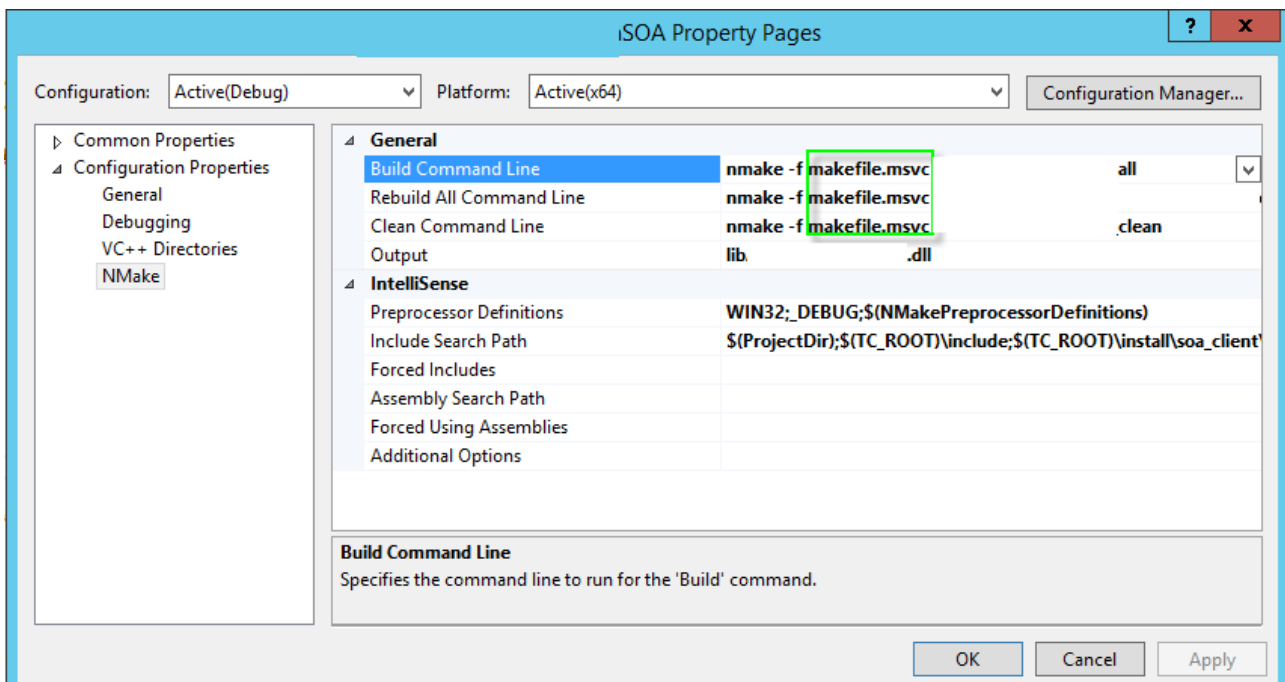 SOA Property Pages
? x
Configuration: Active(Debug) Platform: Active(x64) Configuration Manager...
Common Properties
Configuration Properties
General
Debugging
VC++ Directories
NMake
General
Build Command Line nmake -f makefile.msvc all
Rebuild All Command Line nmake -f makefile.msvc
Clean Command Line nmake -f makefile.msvc clean
Output lib .dll
IntelliSense
Preprocessor Definitions WIN32;_DEBUG;$(NMakePreprocessorDefinitions)
Include Search Path $(ProjectDir);$(TC_ROOT)\include;$(TC_ROOT)\install\soa_client\
Forced Includes
Assembly Search Path
Forced Using Assemblies
Additional Options
Build Command Line
Specifies the command line to run for the 'Build' command.
OK Cancel Apply